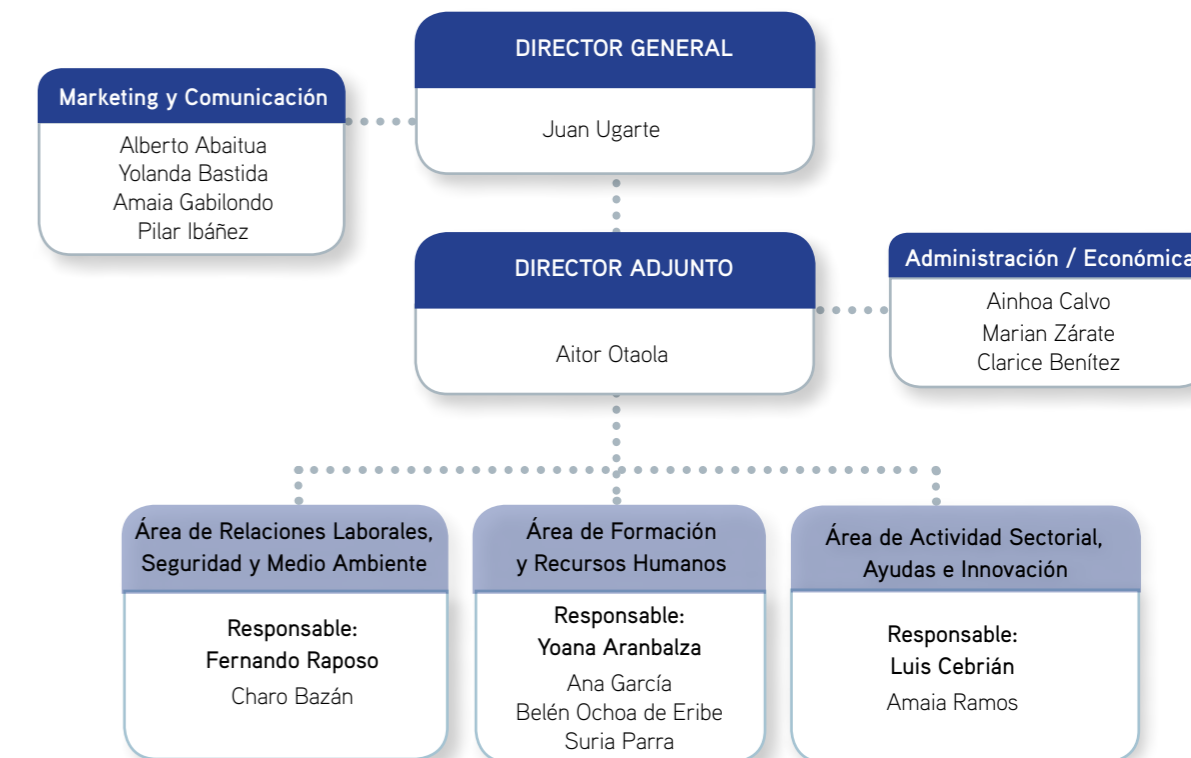 DIRECTOR GENERAL
Juan Ugarte
Marketing y Comunicación
Alberto Abaitua
Yolanda Bastida
Amaia Gabilondo
Pilar Ibáñez
DIRECTOR ADJUNTO
Aitor Otaola
Administración / Económica
Ainhoa Calvo
Marian Zárate
Clarice Benítez
Área de Relaciones Laborales,
Seguridad y Medio Ambiente
Responsable:
Fernando Raposo
Charo Bazán
Área de Formación
y Recursos Humanos
Responsable:
Yoana Aranbalza
Ana García
Belén Ochoa de Eribe
Suria Parra
Área de Actividad Sectorial,
Ayudas e Innovación
Responsable:
Luis Cebrián
Amaia Ramos